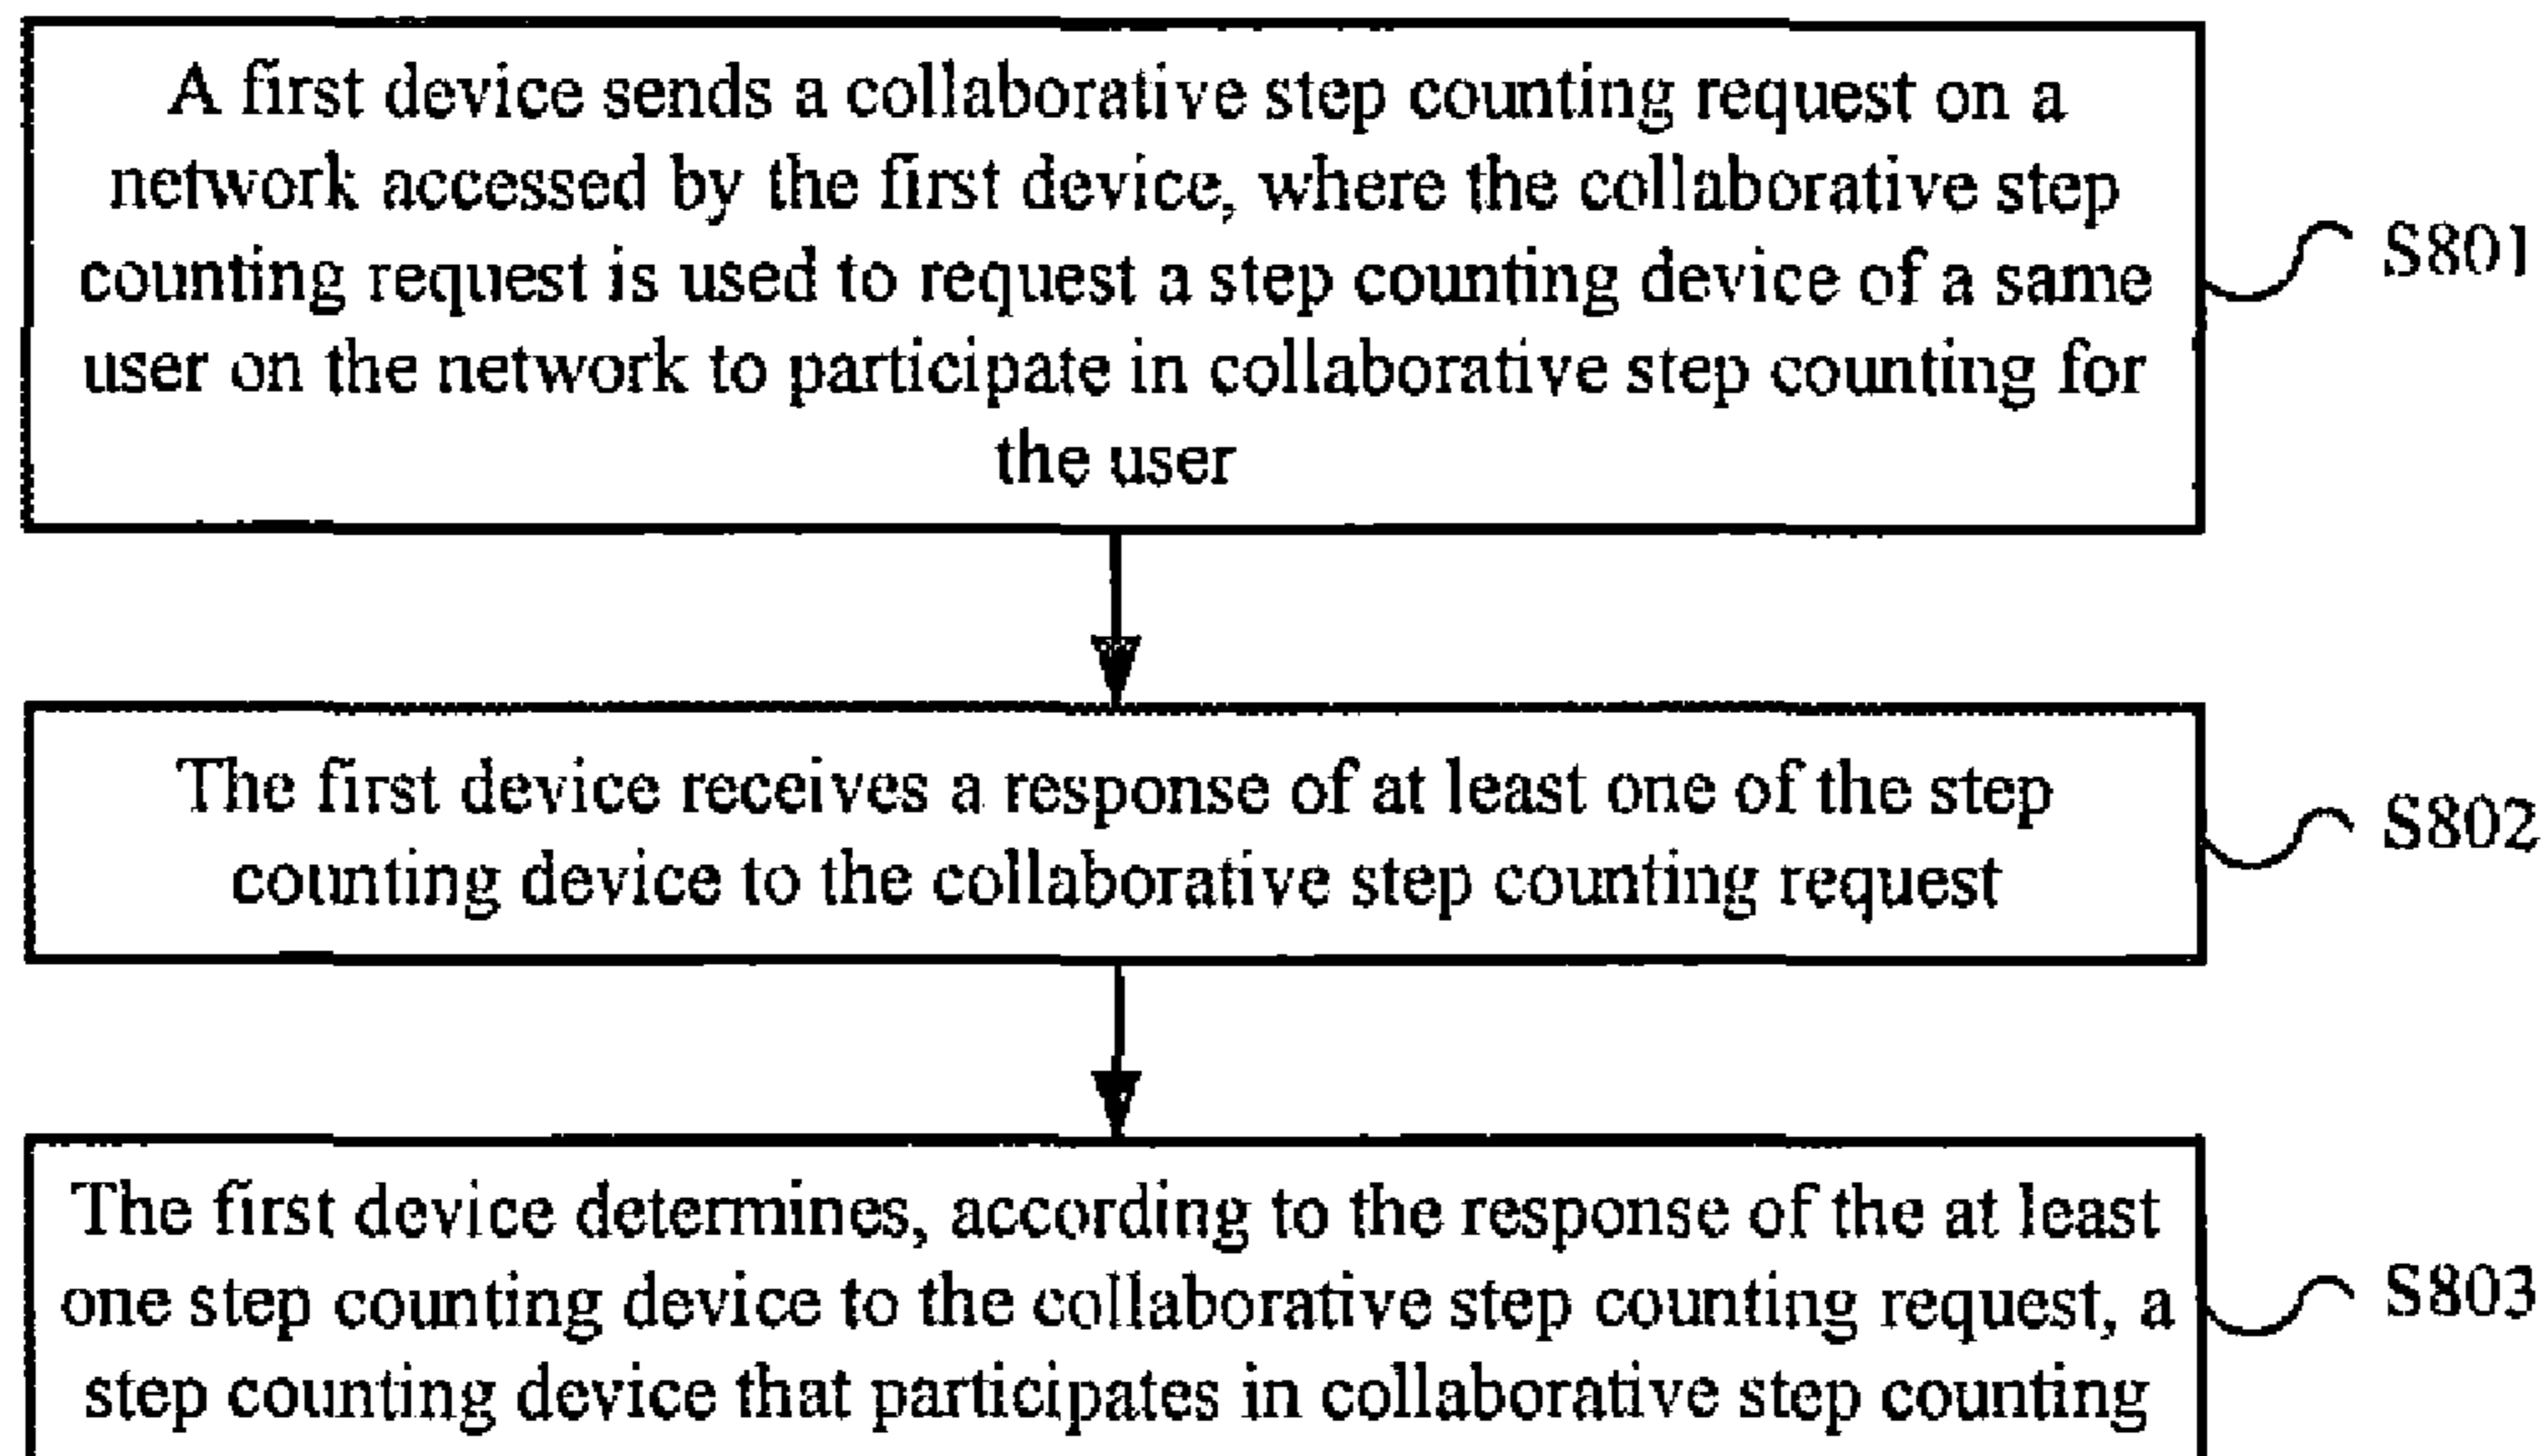 A first device sends a collaborative step counting request on a
network accessed by the first device, where the collaborative step
counting request is used to request a step counting device of a same
user on the network to participate in collaborative step counting for
the user
S801
The first device receives a response of at least one of the step
counting device to the collaborative step counting request
S802
The first device determines, according to the response of the at least
one step counting device to the collaborative step counting request, a
step counting device that participates in collaborative step counting
S803